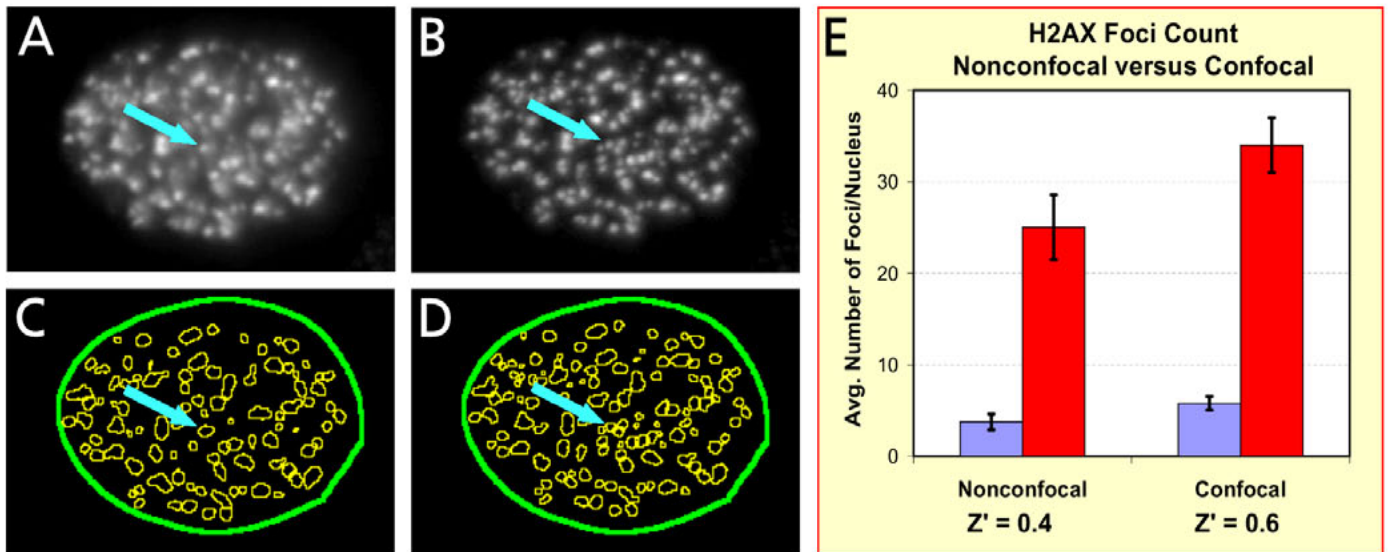 A
B
C
D
E
H2AX Foci Count
Nonconfocal versus Confocal
Avg. Number of Foci/Nucleus
40
30
20
10
0
Nonconfocal
Confocal
Z' = 0.4
Z' = 0.6